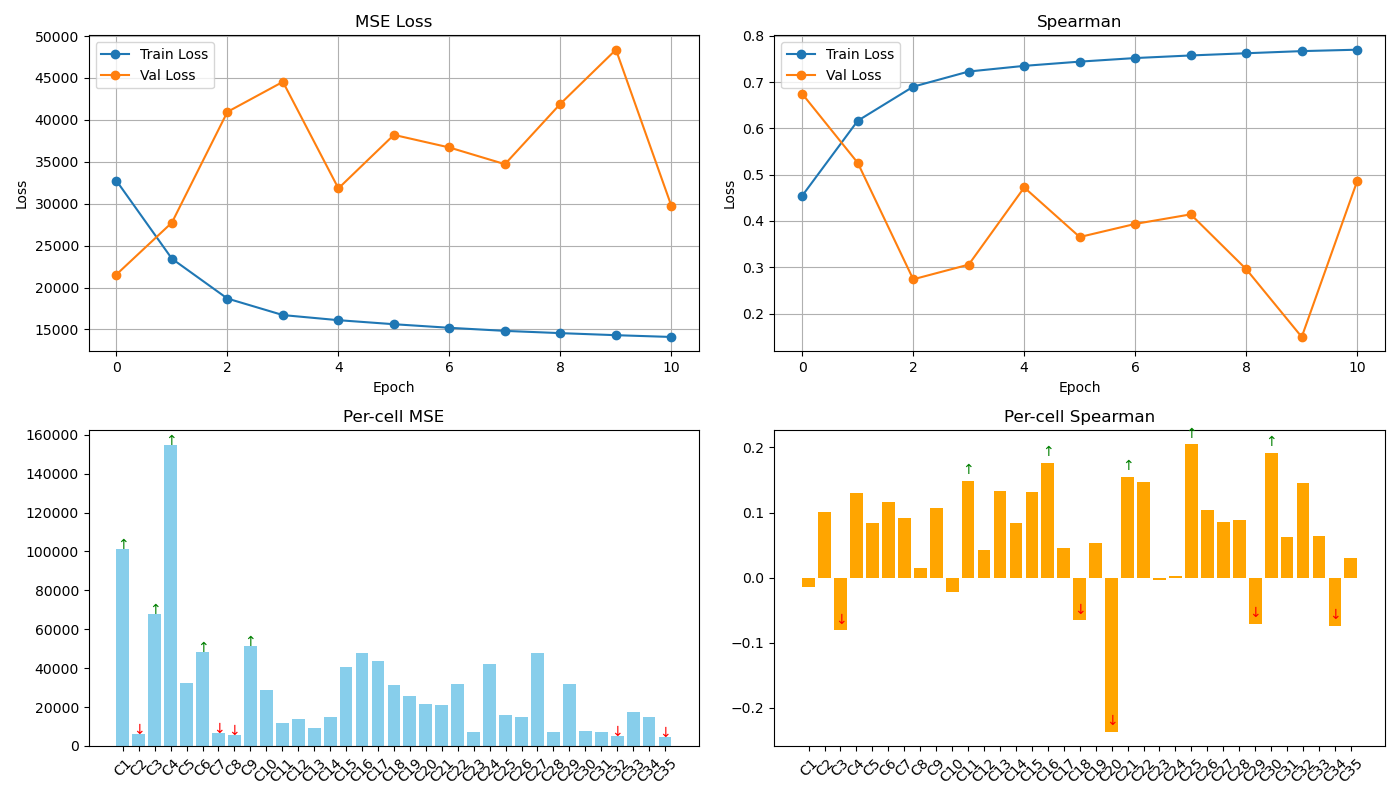 MSE Loss
Train Loss
Val Loss
50000
45000
40000
35000
30000
25000
20000
15000
Loss
0 2 4 6 8 10
Epoch
Spearman
Train Loss
Val Loss
0.8
0.7
0.6
0.5
0.4
0.3
0.2
Loss
0 2 4 6 8 10
Epoch
Per-cell MSE
160000
140000
120000
100000
80000
60000
40000
20000
0
↑ ↓ ↑ ↑ ↑ ↓ ↓ ↑ ↓ ↓
C1 C2 C3 C4 C5 C6 C7 C8 C9 C10 C11 C12 C13 C14 C15 C16 C17 C18 C19 C20 C21 C22 C23 C24 C25 C26 C27 C28 C29 C30 C31 C32 C33 C34 C35
Per-cell Spearman
0.2
0.1
0.0
−0.1
−0.2
↓ ↑ ↑ ↓ ↓ ↑ ↑ ↓ ↑ ↓
C1 C2 C3 C4 C5 C6 C7 C8 C9 C10 C11 C12 C13 C14 C15 C16 C17 C18 C19 C20 C21 C22 C23 C24 C25 C26 C27 C28 C29 C30 C31 C32 C33 C34 C35